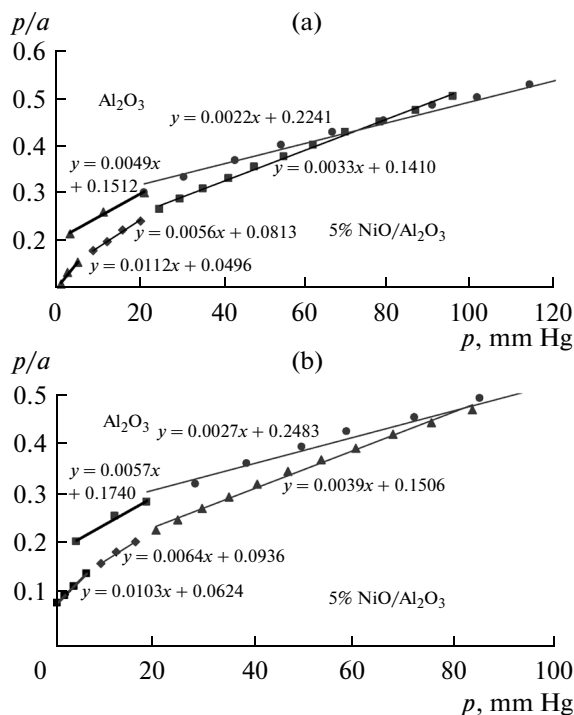 p/a
(a)
0.6
Al₂O₃
0.5
y = 0.0022x + 0.2241
0.4
y = 0.0049x
+ 0.1512
y = 0.0033x + 0.1410
0.3
y = 0.0056x + 0.0813
5% NiO/Al₂O₃
0.2
y = 0.0112x + 0.0496
0 20 40 60 80 100 120
p, mm Hg
p/a
(b)
0.5
Al₂O₃
y = 0.0027x + 0.2483
0.4
y = 0.0057x
+ 0.1740
y = 0.0039x + 0.1506
0.3
0.2
y = 0.0064x + 0.0936
y = 0.0103x + 0.0624
5% NiO/Al₂O₃
0.1
0 20 40 60 80 100
p, mm Hg